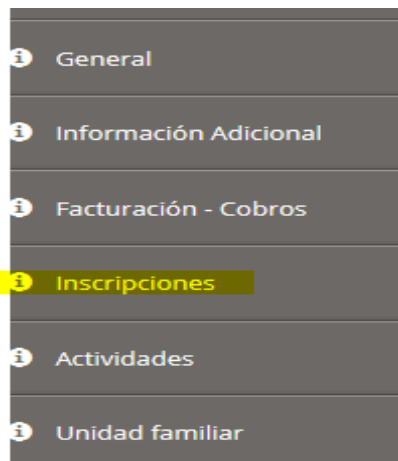 General
Información Adicional
Facturación - Cobros
Inscripciones
Actividades
Unidad familiar